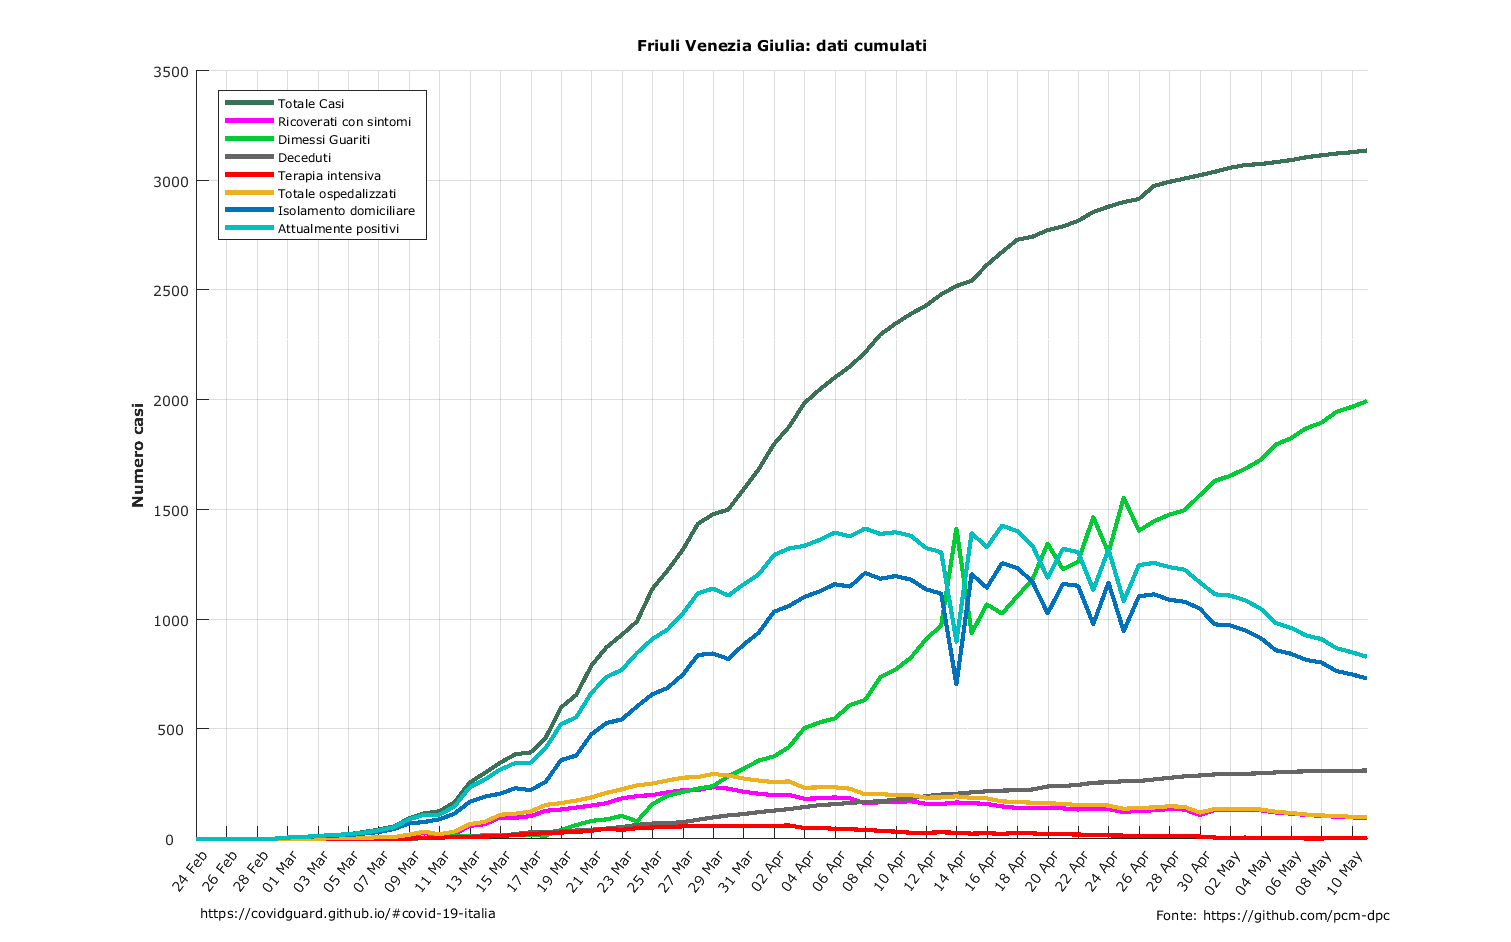 Friuli Venezia Giulia: dati cumulati
3500
3000
2500
2000
1500
1000
500
0
Numero casi
Totale Casi
Ricoverati con sintomi
Dimessi Guariti
Deceduti
Terapia intensiva
Totale ospedalizzati
Isolamento domiciliare
Attualmente positivi
24 Feb
26 Feb
28 Feb
01 Mar
03 Mar
05 Mar
07 Mar
09 Mar
11 Mar
13 Mar
15 Mar
17 Mar
19 Mar
21 Mar
23 Mar
25 Mar
27 Mar
29 Mar
31 Mar
02 Apr
04 Apr
06 Apr
08 Apr
10 Apr
12 Apr
14 Apr
16 Apr
18 Apr
20 Apr
22 Apr
24 Apr
26 Apr
28 Apr
30 Apr
02 May
04 May
06 May
08 May
10 May
https://covidguard.github.io/#covid-19-italia
Fonte: https://github.com/pcm-dpc